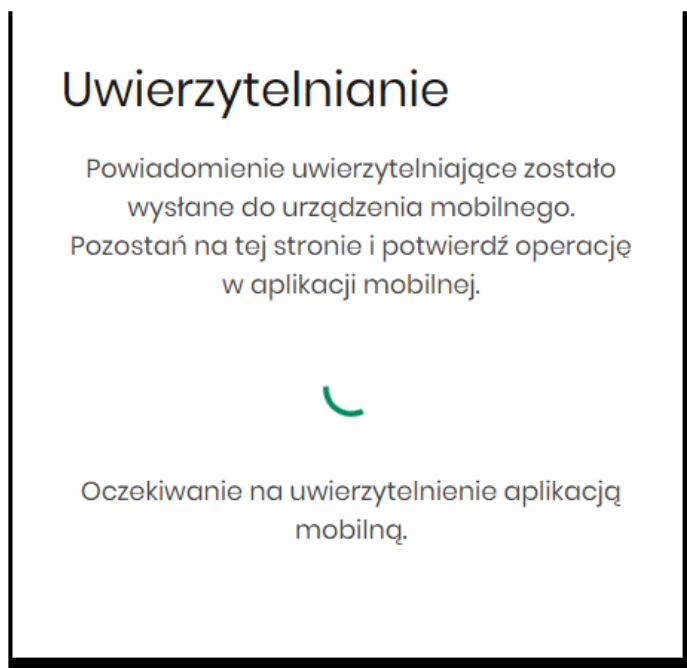 Uwierzytelnianie
Powiadomienie uwierzytelniające zostało
wysłane do urządzenia mobilnego.
Pozostań na tej stronie i potwierdź operację
w aplikacji mobilnej.
Oczekiwanie na uwierzytelnienie aplikacją
mobilną.